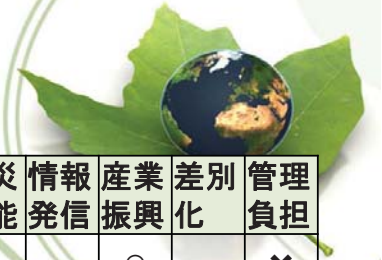 災 情報 産業 差別 管理
能 発信 振興 化 負担
○ ×